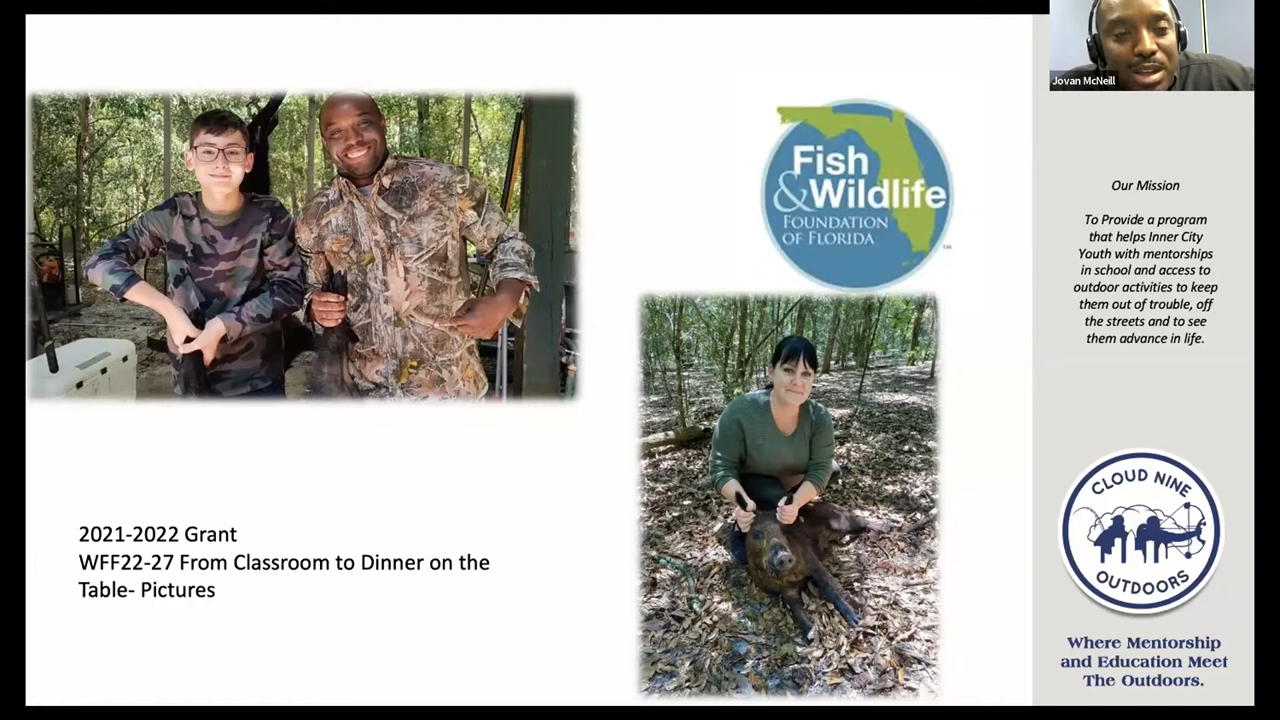 Jovan McNeill
Fish
&Wildlife
FOUNDATION
OF FLORIDA
TM
Our Mission
To Provide a program
that helps Inner City
Youth with mentorships
in school and access to
outdoor activities to keep
them out of trouble, off
the streets and to see
them advance in life.
2021-2022 Grant
WFF22-27 From Classroom to Dinner on the
Table- Pictures
CLOUD NINE
OUTDOORS
Where Mentorship
and Education Meet
The Outdoors.